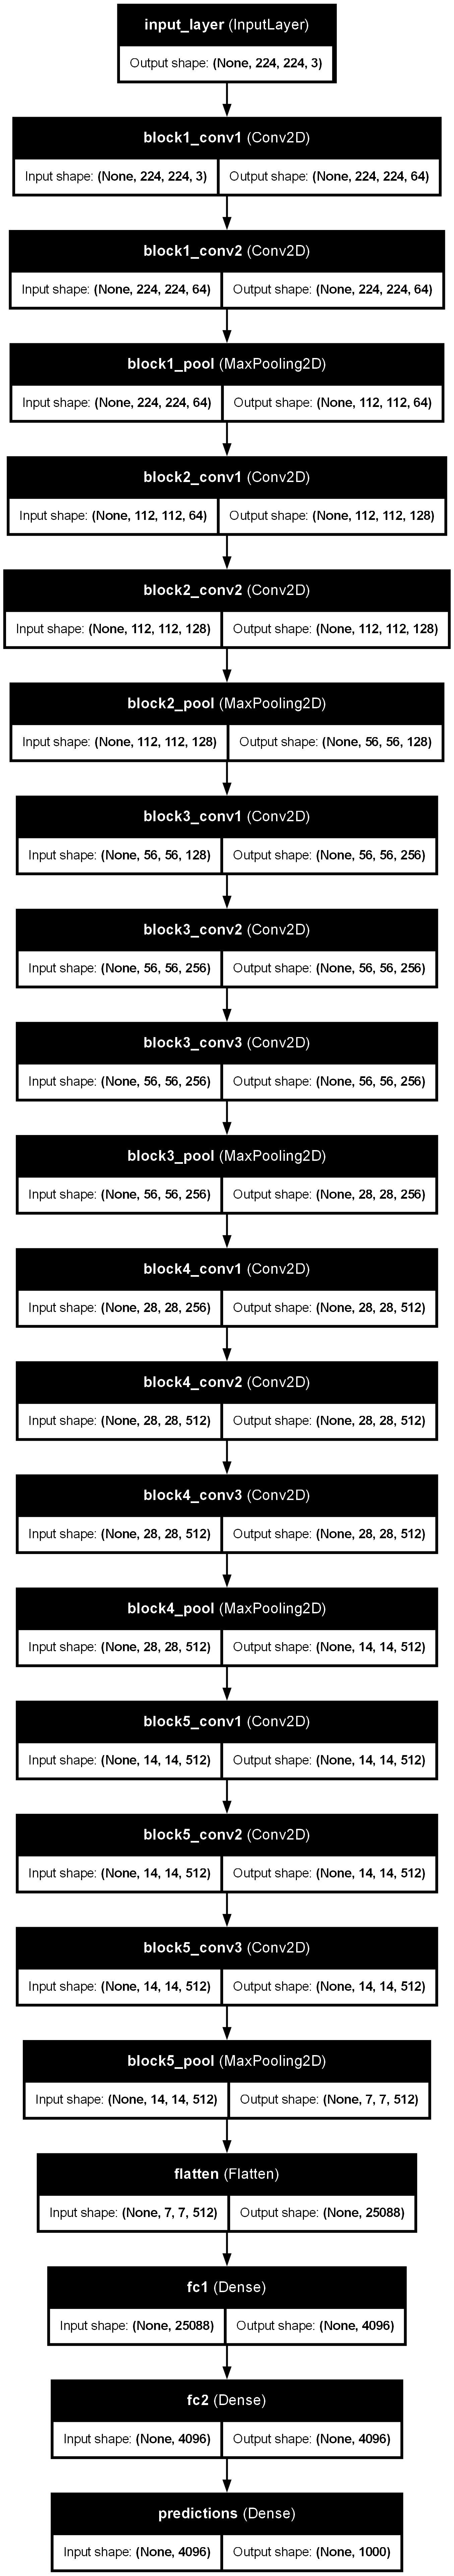 input_layer (InputLayer)
Output shape: (None, 224, 224, 3)
block1_conv1 (Conv2D)
Input shape: (None, 224, 224, 3) Output shape: (None, 224, 224, 64)
block1_conv2 (Conv2D)
Input shape: (None, 224, 224, 64) Output shape: (None, 224, 224, 64)
block1_pool (MaxPooling2D)
Input shape: (None, 224, 224, 64) Output shape: (None, 112, 112, 64)
block2_conv1 (Conv2D)
Input shape: (None, 112, 112, 64) Output shape: (None, 112, 112, 128)
block2_conv2 (Conv2D)
Input shape: (None, 112, 112, 128) Output shape: (None, 112, 112, 128)
block2_pool (MaxPooling2D)
Input shape: (None, 112, 112, 128) Output shape: (None, 56, 56, 128)
block3_conv1 (Conv2D)
Input shape: (None, 56, 56, 128) Output shape: (None, 56, 56, 256)
block3_conv2 (Conv2D)
Input shape: (None, 56, 56, 256) Output shape: (None, 56, 56, 256)
block3_conv3 (Conv2D)
Input shape: (None, 56, 56, 256) Output shape: (None, 56, 56, 256)
block3_pool (MaxPooling2D)
Input shape: (None, 56, 56, 256) Output shape: (None, 28, 28, 256)
block4_conv1 (Conv2D)
Input shape: (None, 28, 28, 256) Output shape: (None, 28, 28, 512)
block4_conv2 (Conv2D)
Input shape: (None, 28, 28, 512) Output shape: (None, 28, 28, 512)
block4_conv3 (Conv2D)
Input shape: (None, 28, 28, 512) Output shape: (None, 28, 28, 512)
block4_pool (MaxPooling2D)
Input shape: (None, 28, 28, 512) Output shape: (None, 14, 14, 512)
block5_conv1 (Conv2D)
Input shape: (None, 14, 14, 512) Output shape: (None, 14, 14, 512)
block5_conv2 (Conv2D)
Input shape: (None, 14, 14, 512) Output shape: (None, 14, 14, 512)
block5_conv3 (Conv2D)
Input shape: (None, 14, 14, 512) Output shape: (None, 14, 14, 512)
block5_pool (MaxPooling2D)
Input shape: (None, 14, 14, 512) Output shape: (None, 7, 7, 512)
flatten (Flatten)
Input shape: (None, 7, 7, 512) Output shape: (None, 25088)
fc1 (Dense)
Input shape: (None, 25088) Output shape: (None, 4096)
fc2 (Dense)
Input shape: (None, 4096) Output shape: (None, 4096)
predictions (Dense)
Input shape: (None, 4096) Output shape: (None, 1000)